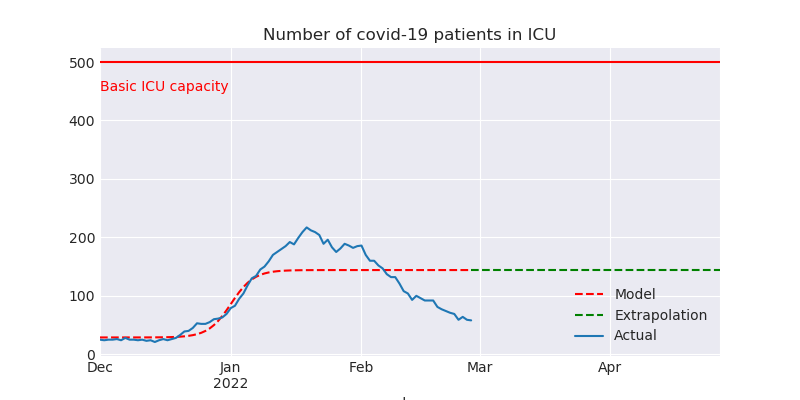 Number of covid-19 patients in ICU
500
Basic ICU capacity
400
300
200
100
0
Model
Extrapolation
Actual
Dec
Jan
2022
Feb
Mar
Apr